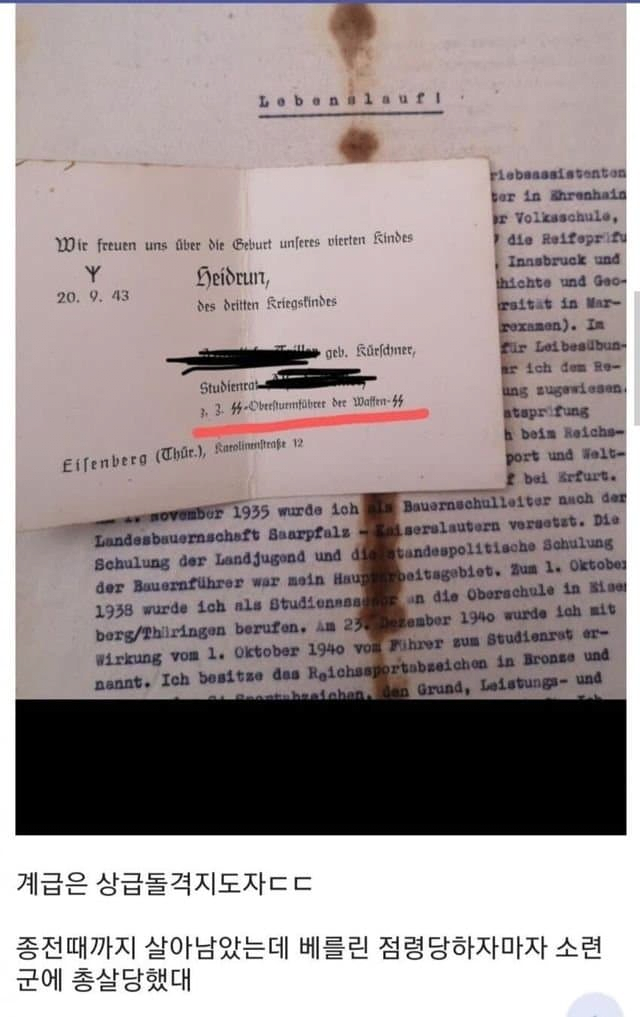 Lebenslauf!
Wir freuen uns über die Geburt unseres vierten Kindes
20. 9. 43
Heidrun,
des dritten Kriegskindes
geb. Kürschner,
Studienrat
z. Z. SS-Obersturmführer der Waffen-SS
Eisenberg (Thür.), Karolinenstraße 12
riebsassistenten
ter in Ehrenhain
er Volksschule,
die Reifeprüfu
Innsbruck und
hichte und Geo-
rsität in Mar-
rexamen). Im
für Leibesübun-
ar ich dem Re-
ung zugewiesen.
atsprüfung
h beim Reichs-
port und Welt-
f bei Erfurt.
November 1935 wurde ich als Bauernschulleiter nach der
Landesbauernschaft Saarpfalz - Kaiserslautern versetzt. Die
Schulung der Landjugend und die standespolitische Schulung
der Bauernführer war mein Hauptarbeitsgebiet. Zum 1. Oktober
1938 wurde ich als Studienassessor an die Oberschule in Eisen
berg/Thüringen berufen. Am 23. Dezember 1940 wurde ich mit
Wirkung vom 1. Oktober 1940 vom Führer zum Studienrat er-
nannt. Ich besitze das Reichssportabzeichen in Bronze und
den Grund, Leistungs- und
계급은 상급돌격지도자ㄷㄷ
종전때까지 살아남았는데 베를린 점령당하자마자 소련
군에 총살당했대